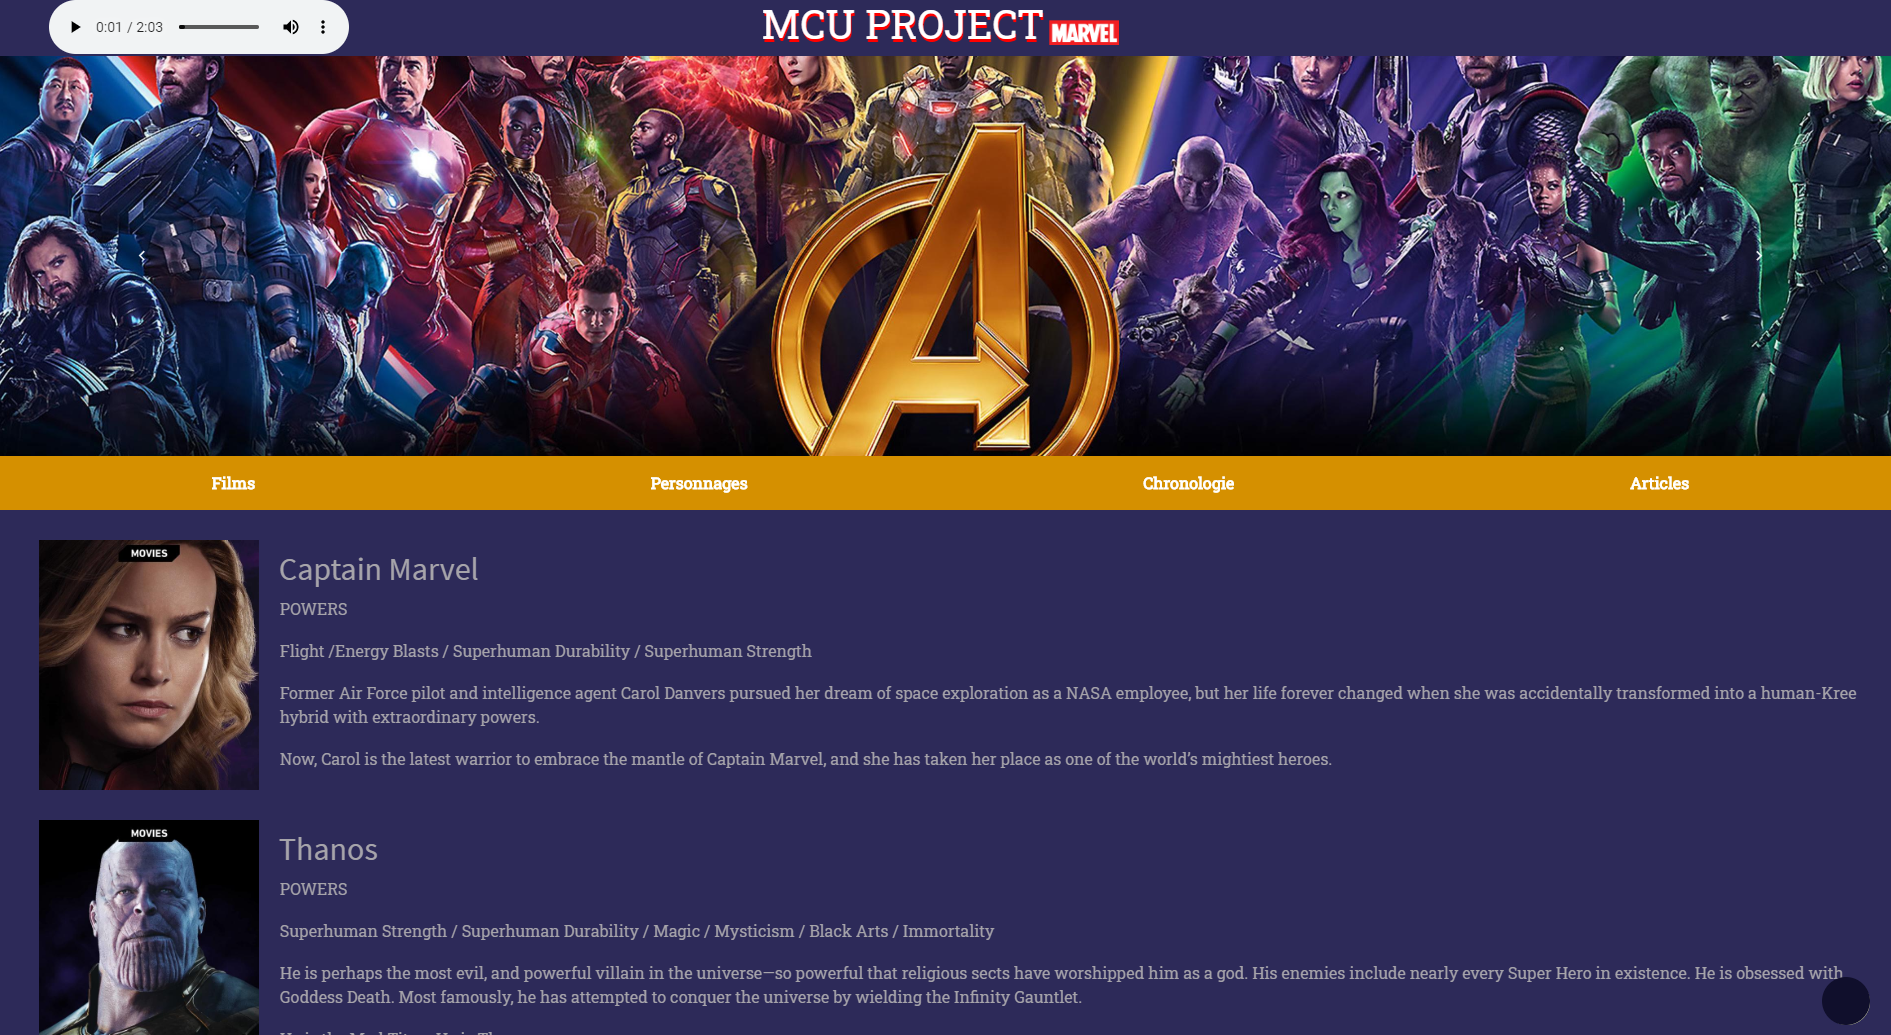 0:01 / 2:03
MCU PROJECT MARVEL
Films Personnages Chronologie Articles
MOVIES
Captain Marvel
POWERS
Flight /Energy Blasts / Superhuman Durability / Superhuman Strength
Former Air Force pilot and intelligence agent Carol Danvers pursued her dream of space exploration as a NASA employee, but her life forever changed when she was accidentally transformed into a human-Kree
hybrid with extraordinary powers.
Now, Carol is the latest warrior to embrace the mantle of Captain Marvel, and she has taken her place as one of the world’s mightiest heroes.
MOVIES
Thanos
POWERS
Superhuman Strength / Superhuman Durability / Magic / Mysticism / Black Arts / Immortality
He is perhaps the most evil, and powerful villain in the universe—so powerful that religious sects have worshipped him as a god. His enemies include nearly every Super Hero in existence. He is obsessed with
Goddess Death. Most famously, he has attempted to conquer the universe by wielding the Infinity Gauntlet.